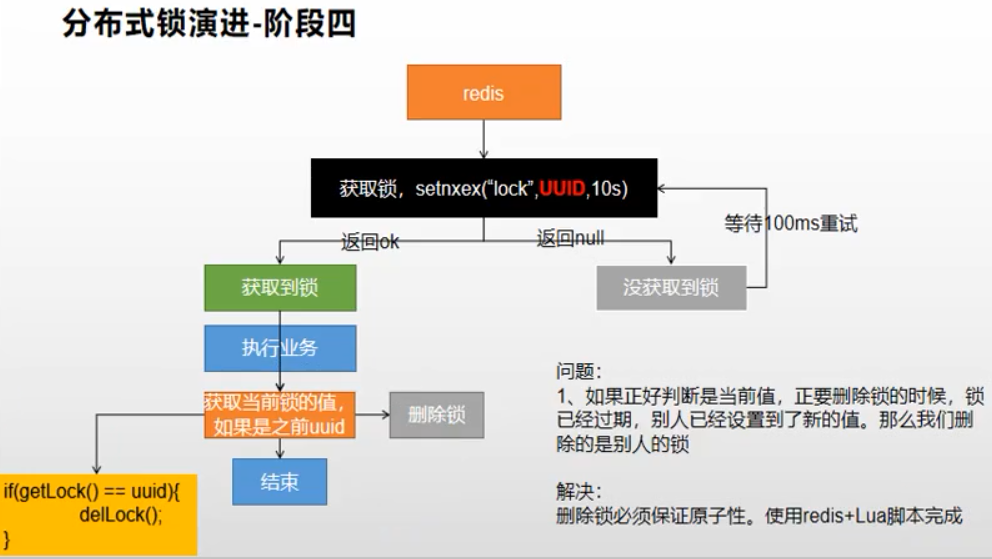 分布式锁演进-阶段四
redis
获取锁，setnxex(“lock”,UUID,10s)
等待100ms重试
返回ok
返回null
获取到锁
没获取到锁
执行业务
获取当前锁的值，
如果是之前uuid
删除锁
结束
if(getLock() == uuid){
delLock();
}
问题：
1、如果正好判断是当前值，正要删除锁的时候，锁
已经过期，别人已经设置到了新的值。那么我们删
除的是别人的锁
解决：
删除锁必须保证原子性。使用redis+Lua脚本完成